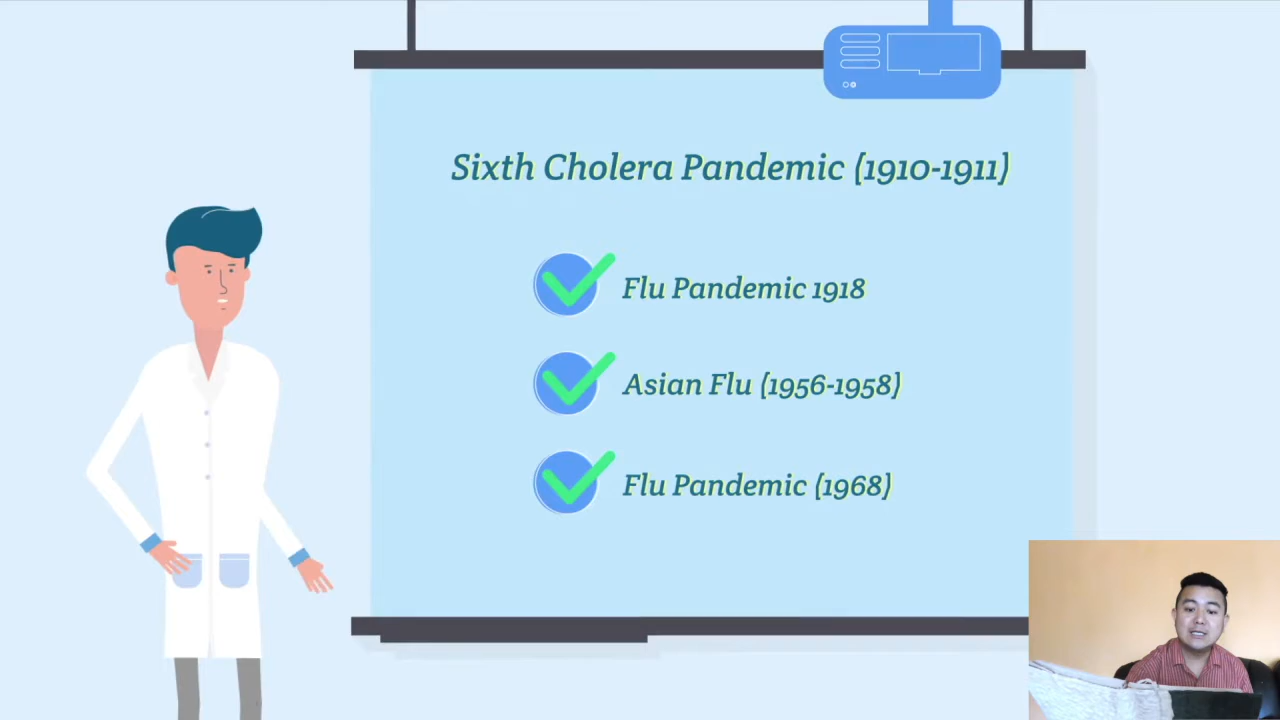 Sixth Cholera Pandemic (1910-1911)
Flu Pandemic 1918
Asian Flu (1956-1958)
Flu Pandemic (1968)